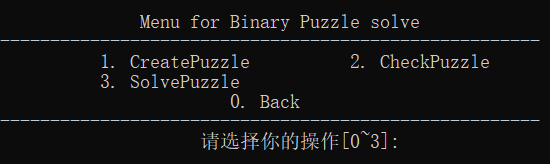 Menu for Binary Puzzle solve
------------------------------------------------------
1. CreatePuzzle 2. CheckPuzzle
3. SolvePuzzle
0. Back
------------------------------------------------------
请选择你的操作[0~3]: